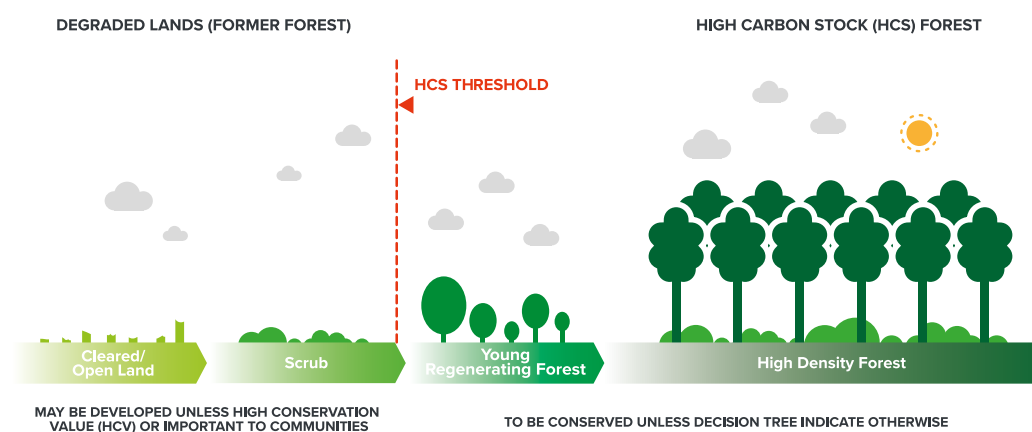 DEGRADED LANDS (FORMER FOREST)
HIGH CARBON STOCK (HCS) FOREST
HCS THRESHOLD
Cleared/
Open Land
Scrub
Young
Regenerating Forest
High Density Forest
MAY BE DEVELOPED UNLESS HIGH CONSERVATION
VALUE (HCV) OR IMPORTANT TO COMMUNITIES
TO BE CONSERVED UNLESS DECISION TREE INDICATE OTHERWISE